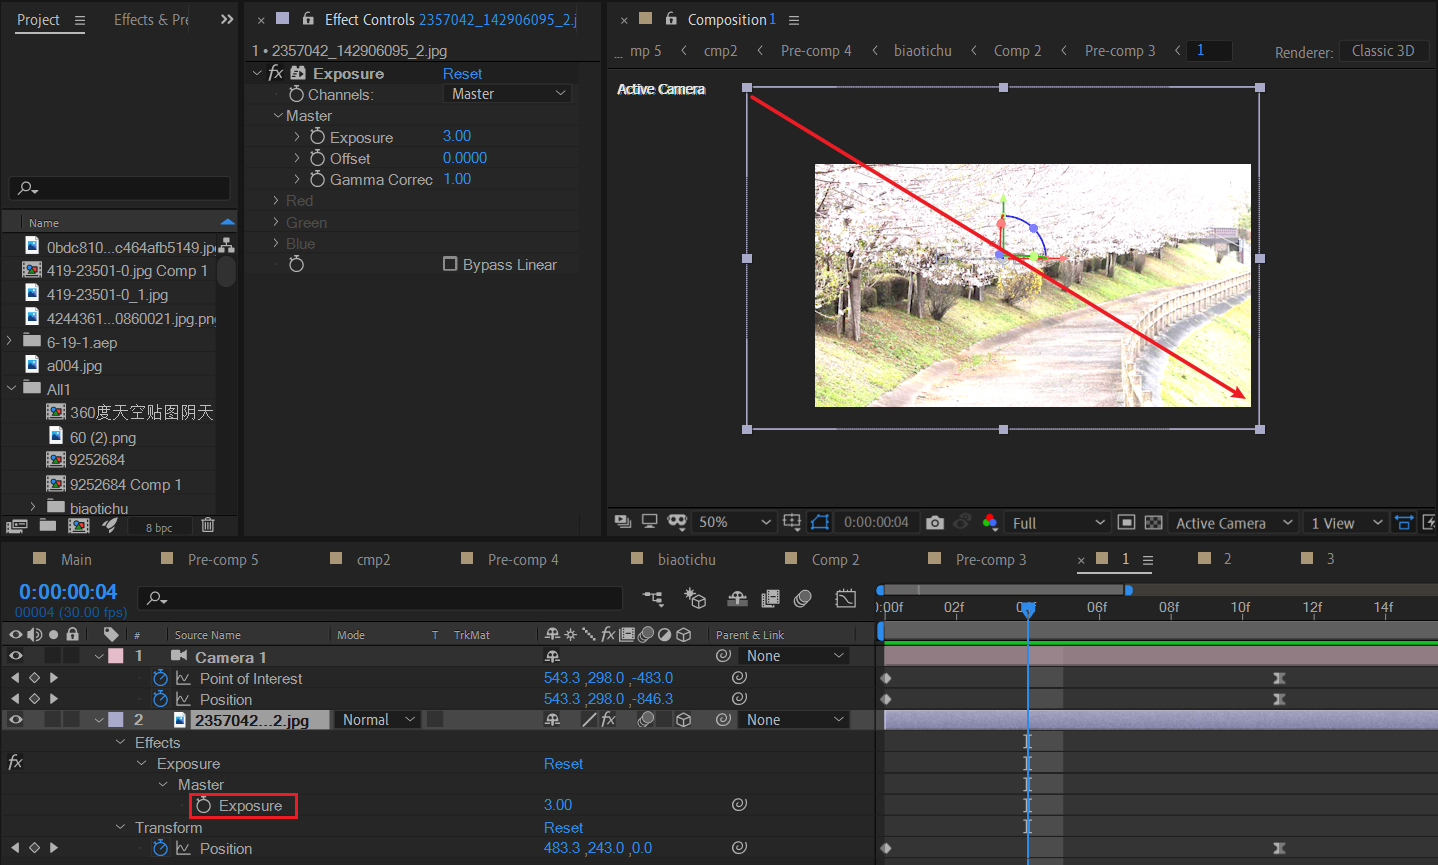 Project
Effects & Pre
Name
0bdc810...c464afb5149.jp
419-23501-0.jpg Comp 1
419-23501-0_1.jpg
4244361...0860021.jpg.pn
6-19-1.aep
a004.jpg
All1
360度天空贴图阴天
60 (2).png
9252684
9252684 Comp 1
biaotichu
8 bpc
Effect Controls 2357042_142906095_2.j
1 • 2357042_142906095_2.jpg
fx Exposure Reset
Channels: Master
Master
Exposure 3.00
Offset 0.0000
Gamma Correc 1.00
Red
Green
Blue
Bypass Linear
Composition 1
... mp 5 < cmp2 < Pre-comp 4 < biaotichu < Comp 2 < Pre-comp 3 < 1 Renderer: Classic 3D
Active Camera
50% 0:00:00:04 Full Active Camera 1 View
Main Pre-comp 5 cmp2 Pre-comp 4 biaotichu Comp 2 Pre-comp 3 × 1 2 3
0:00:00:04
00004 (30.00 fps)
:00f 02f 04f 06f 08f 10f 12f 14f
# Source Name Mode T TrkMat fx Parent & Link
1 Camera 1 None
Point of Interest 543.3 ,298.0 ,-483.0
Position 543.3 ,298.0 ,-846.3
2 2357042...2.jpg Normal fx None
Effects
fx Exposure Reset
Master
Exposure 3.00
Transform Reset
Position 483.3 ,243.0 ,0.0